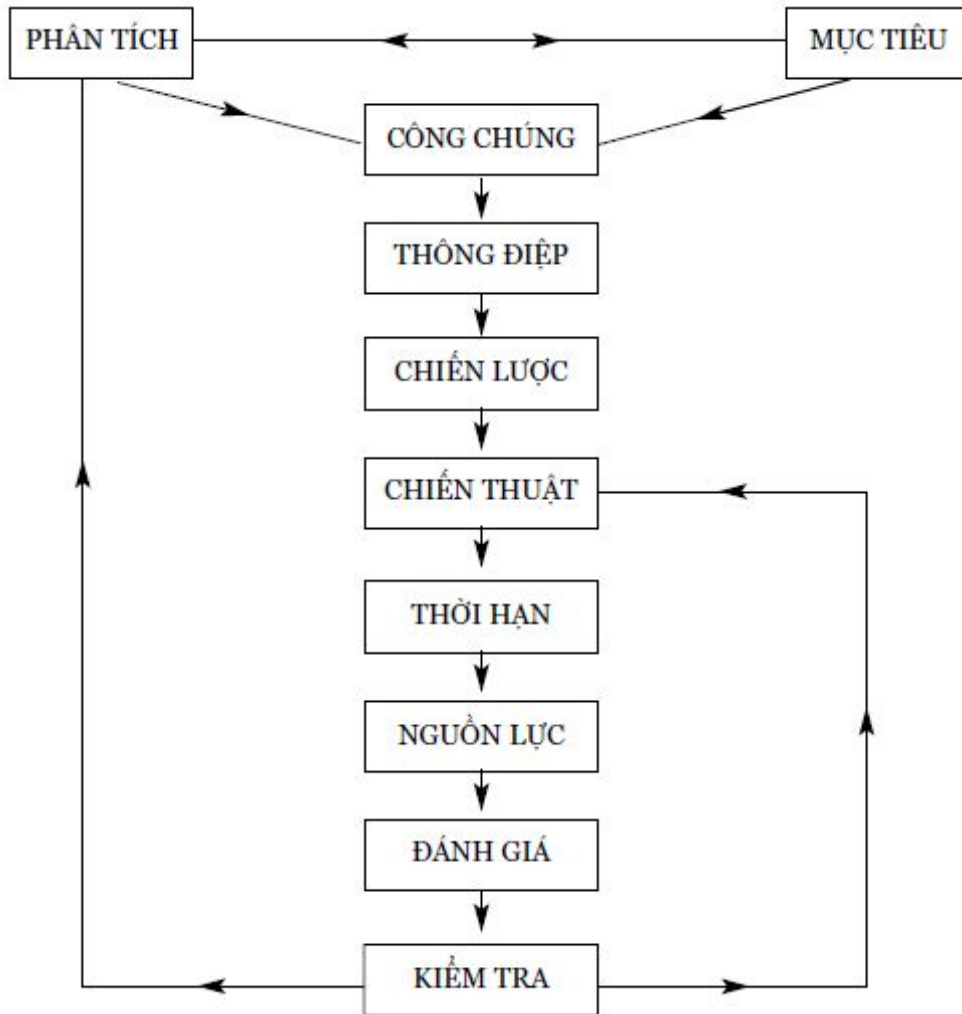 PHÂN TÍCH
MỤC TIÊU
CÔNG CHÚNG
THÔNG ĐIỆP
CHIẾN LƯỢC
CHIẾN THUẬT
THỜI HẠN
NGUỒN LỰC
ĐÁNH GIÁ
KIỂM TRA